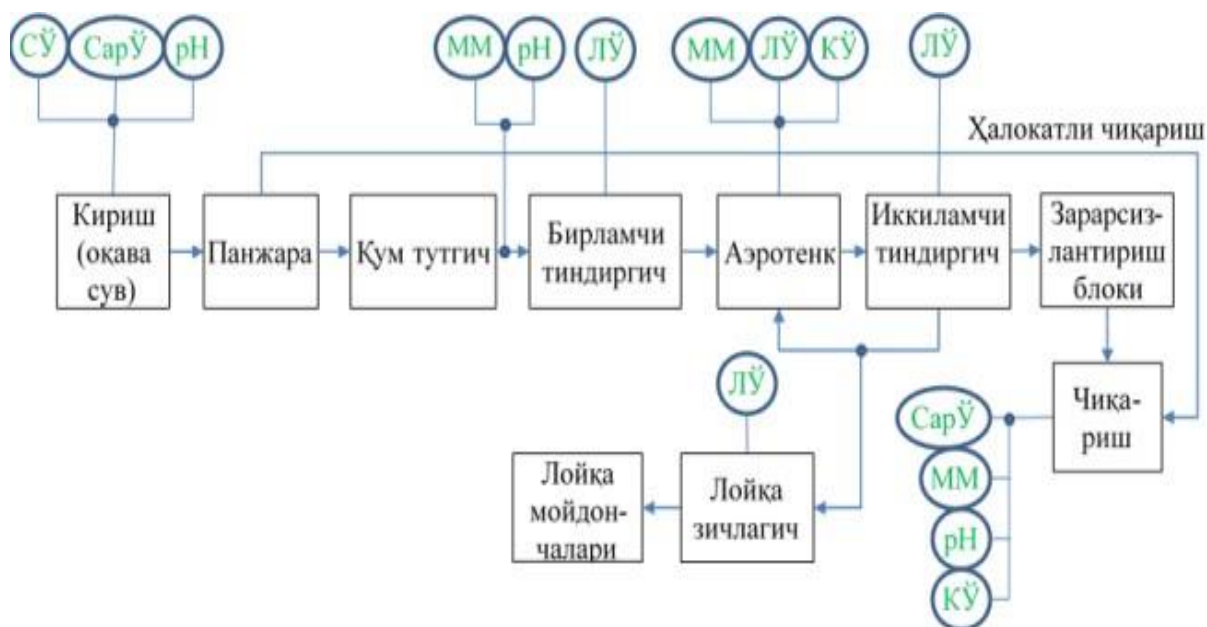 СЎ СарЎ pH
ММ pH ЛЎ
ММ ЛЎ КЎ
ЛЎ
Ҳалокатли чиқариш
Кириш
(оқава
сув)
Панжара
Қум тутгич
Бирламчи
тиндиргич
Аэротенк
Иккиламчи
тиндиргич
Зарарсиз-
лантириш
блоки
ЛЎ
Лойқа
мойдон-
чалари
Лойқа
зичлагич
СарЎ
ММ
pH
КЎ
Чиқа-
риш